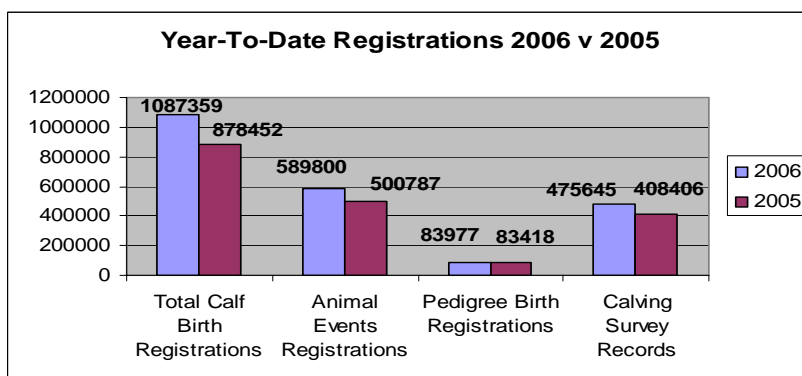 Year-To-Date Registrations 2006 v 2005
1200000
1000000
800000
600000
400000
200000
0
1087359
878452
589800
500787
83977
83418
475645
408406
Total Calf
Birth
Registrations
Animal
Events
Registrations
Pedigree Birth
Registrations
Calving
Survey
Records
2006
2005